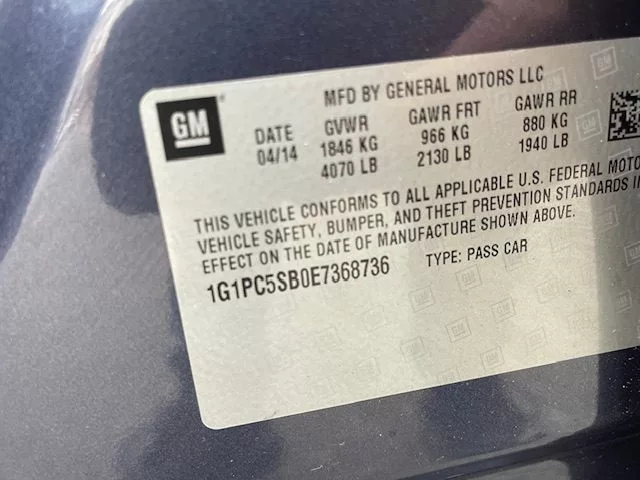 MFD BY GENERAL MOTORS LLC
GM
DATE GVWR GAWR FRT GAWR RR
04/14 1846 KG 966 KG 880 KG
4070 LB 2130 LB 1940 LB
THIS VEHICLE CONFORMS TO ALL APPLICABLE U.S. FEDERAL MOTO
VEHICLE SAFETY, BUMPER, AND THEFT PREVENTION STANDARDS IN
EFFECT ON THE DATE OF MANUFACTURE SHOWN ABOVE.
1G1PC5SB0E7368736 TYPE: PASS CAR